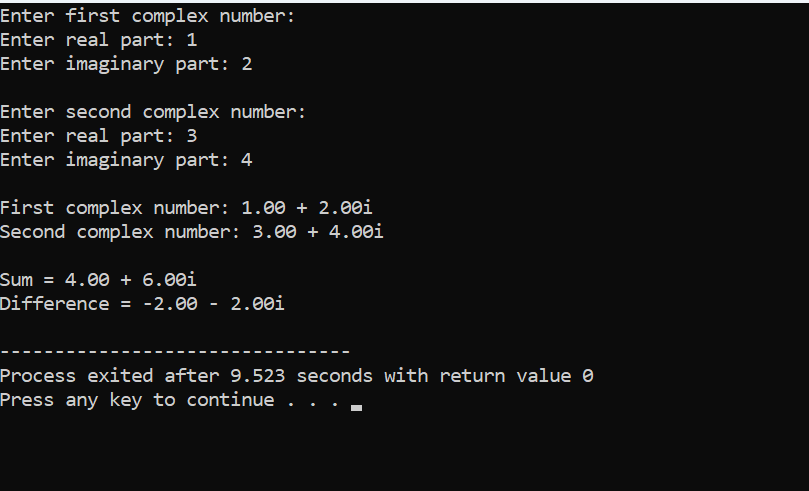 Enter first complex number:
Enter real part: 1
Enter imaginary part: 2
Enter second complex number:
Enter real part: 3
Enter imaginary part: 4
First complex number: 1.00 + 2.00i
Second complex number: 3.00 + 4.00i
Sum = 4.00 + 6.00i
Difference = -2.00 - 2.00i
--------------------------------
Process exited after 9.523 seconds with return value 0
Press any key to continue . . .